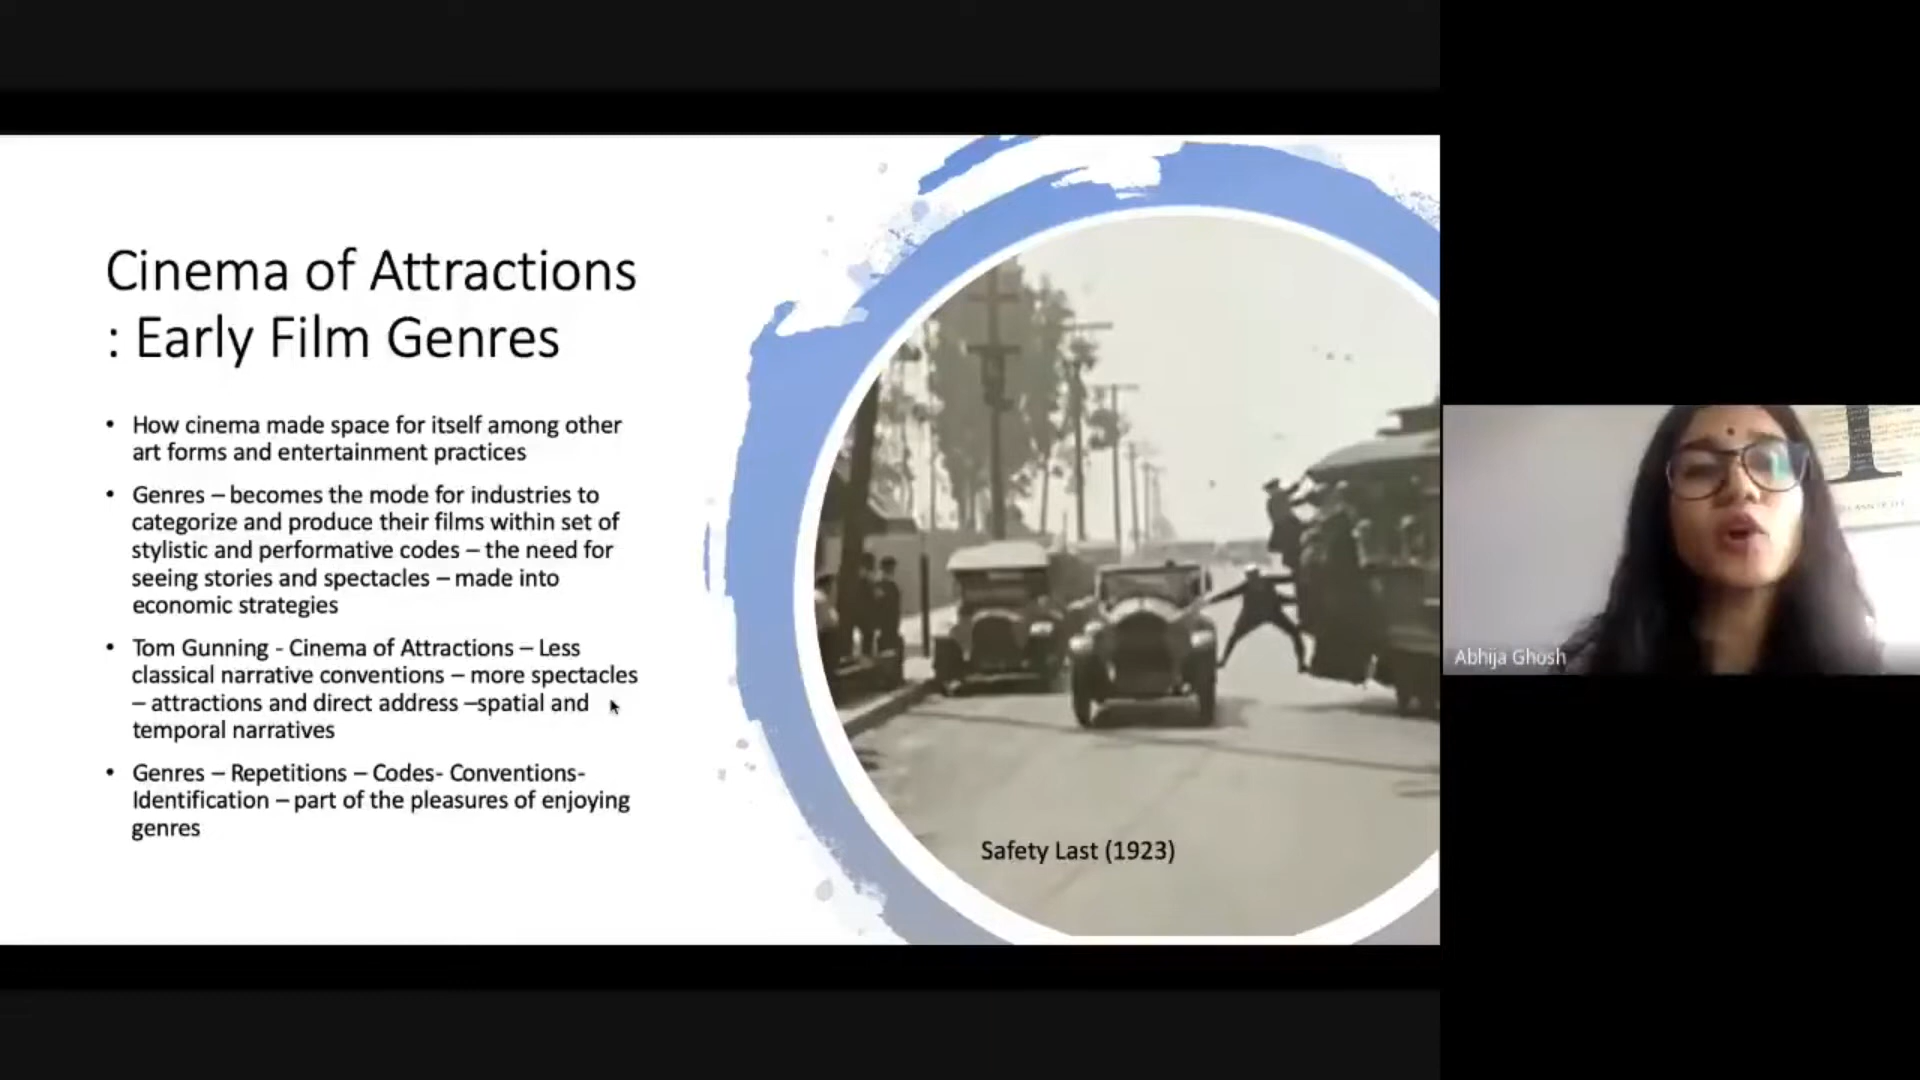 Cinema of Attractions
: Early Film Genres
• How cinema made space for itself among other
art forms and entertainment practices
• Genres – becomes the mode for industries to
categorize and produce their films within set of
stylistic and performative codes – the need for
seeing stories and spectacles – made into
economic strategies
• Tom Gunning - Cinema of Attractions – Less
classical narrative conventions – more spectacles
– attractions and direct address –spatial and
temporal narratives
• Genres – Repetitions – Codes- Conventions-
Identification – part of the pleasures of enjoying
genres
Safety Last (1923)
Abhija Ghosh